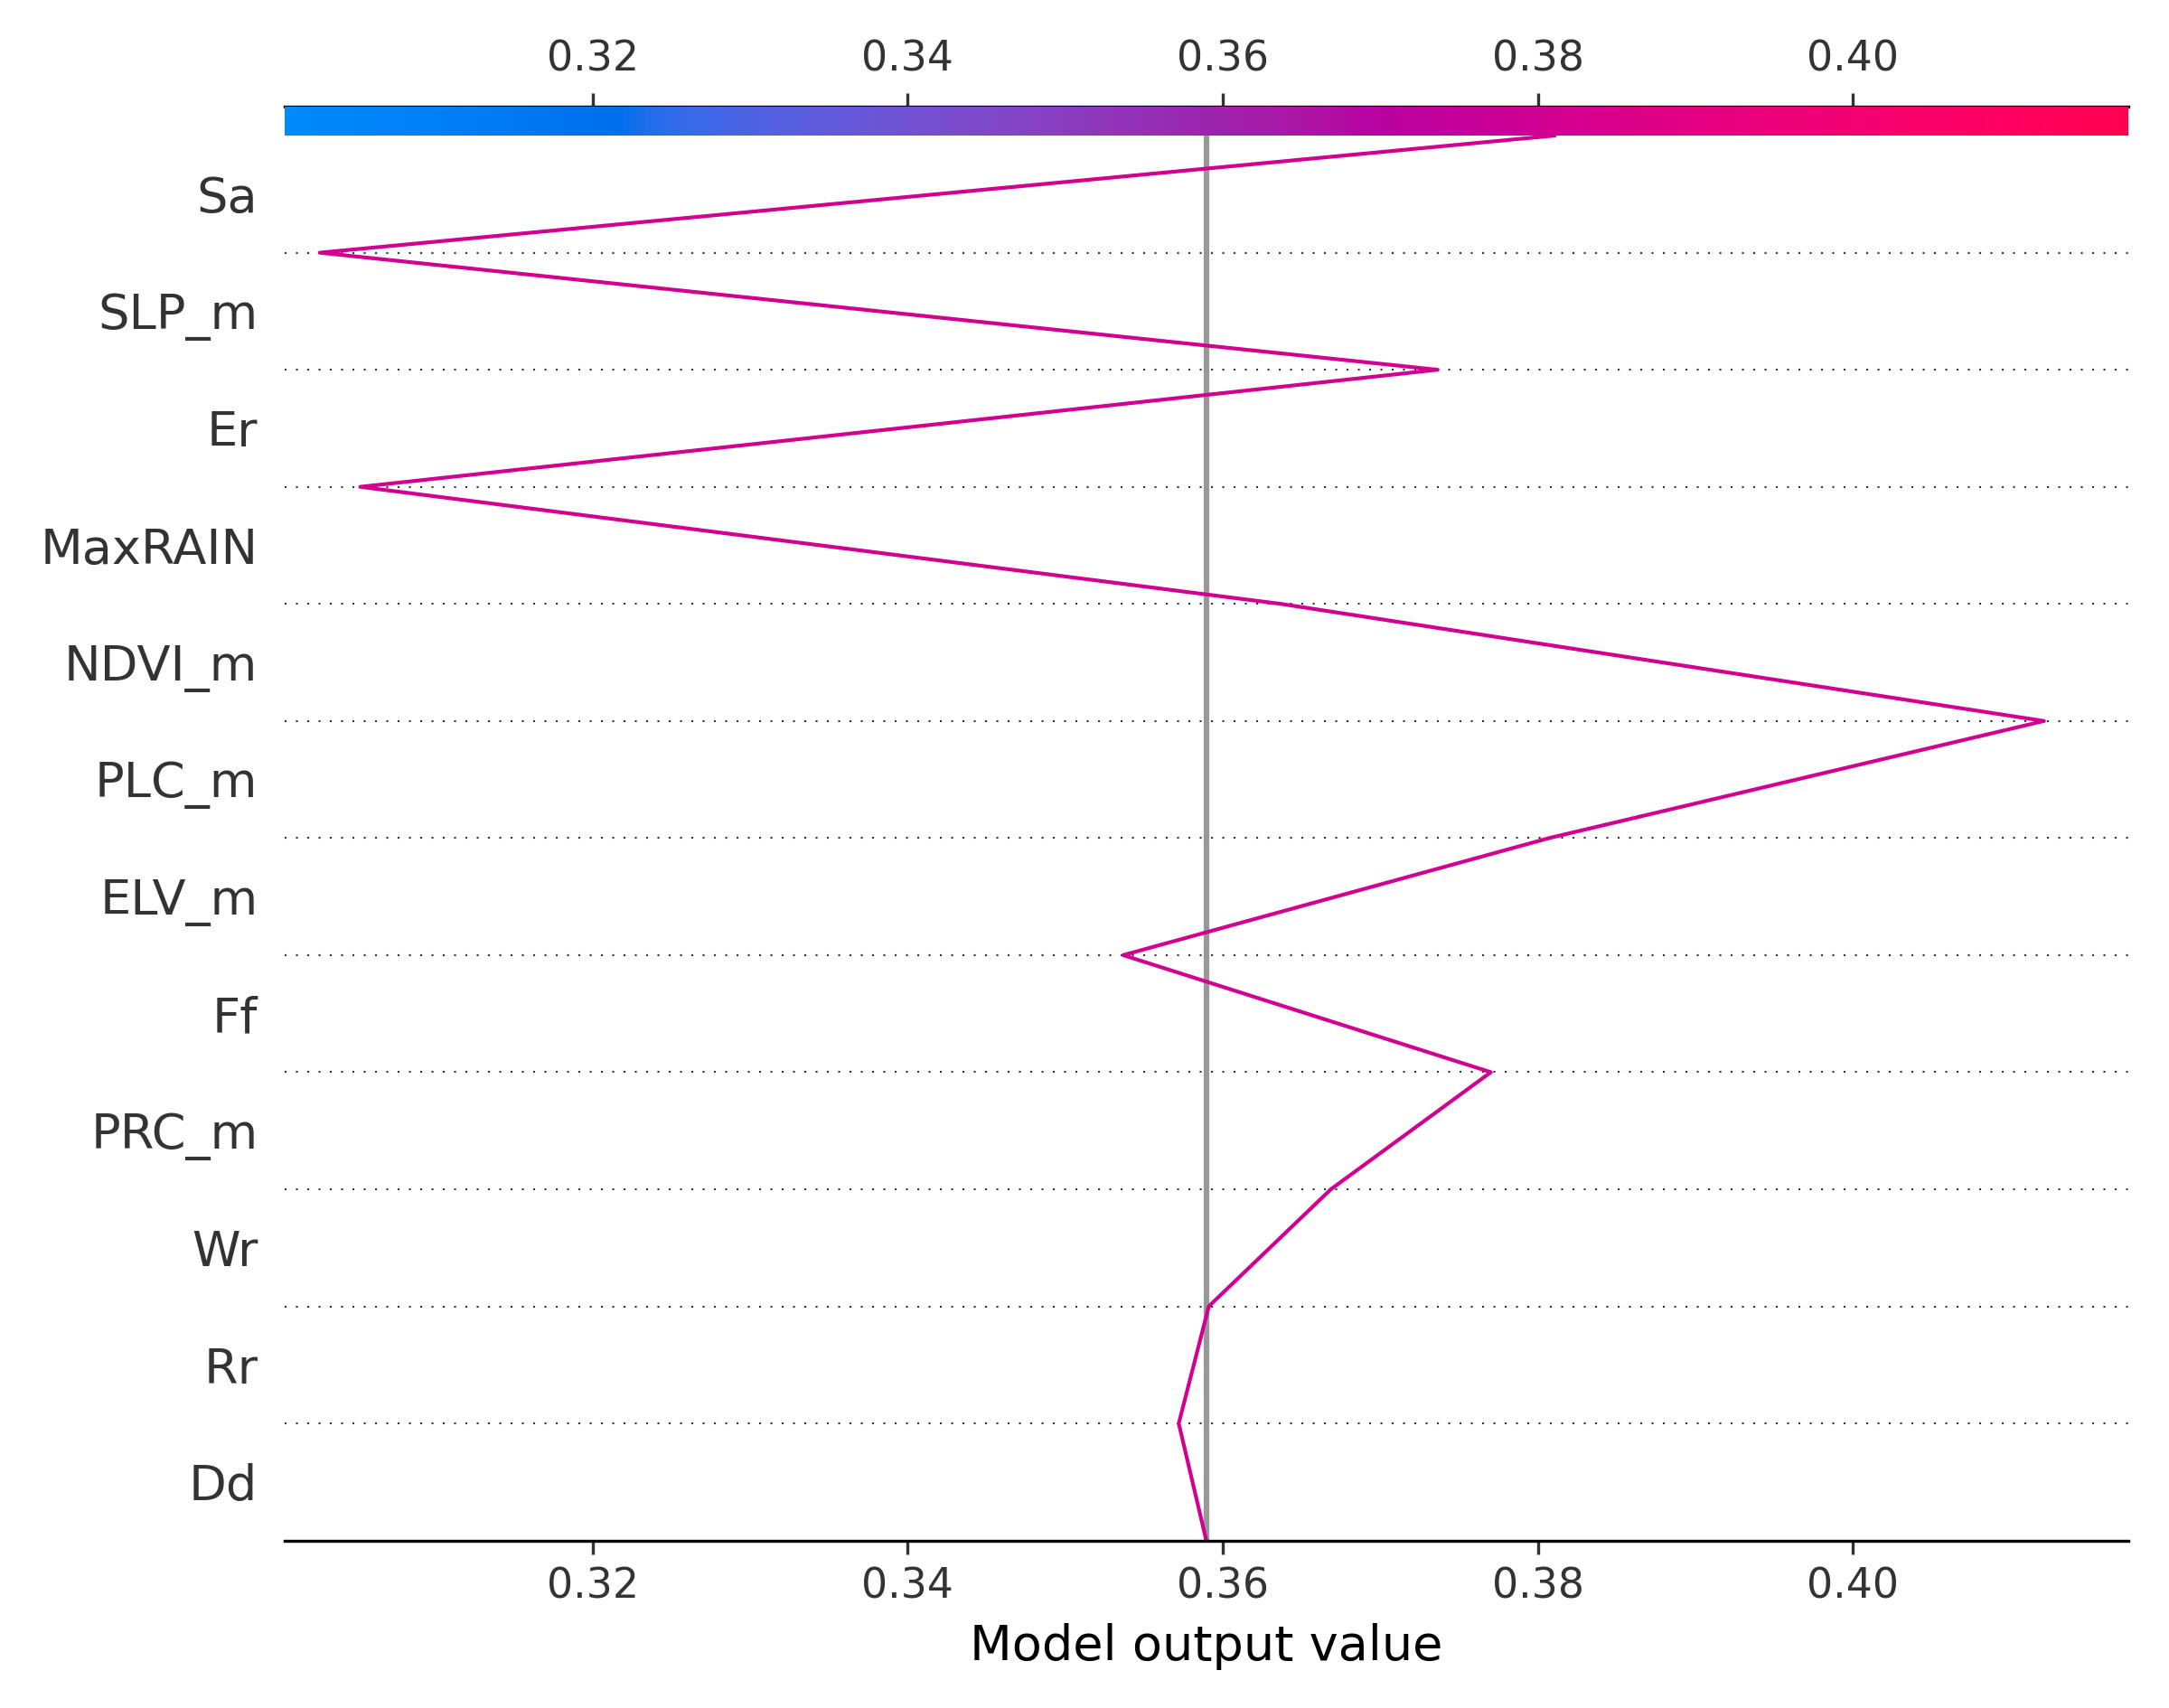 0.32 0.34 0.36 0.38 0.40
Sa
SLP_m
Er
MaxRAIN
NDVI_m
PLC_m
ELV_m
Ff
PRC_m
Wr
Rr
Dd
0.32 0.34 0.36 0.38 0.40
Model output value